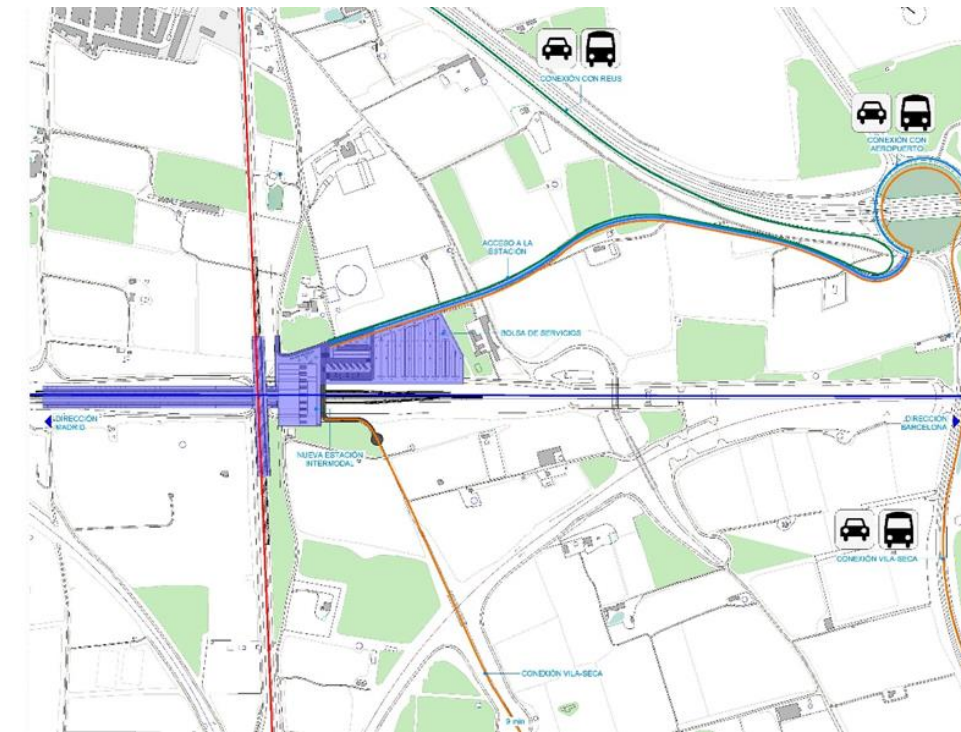 CONEXIÓN CON REUS
CONEXIÓN CON
AEROPUERTO
ACCESO A LA
ESTACIÓN
BOLSA DE SERVICIOS
DIRECCIÓN
MADRID
DIRECCIÓN
BARCELONA
NUEVA ESTACIÓN
INTERMODAL
CONEXIÓN VILA-SECA
CONEXIÓN VILA-SECA
9 min